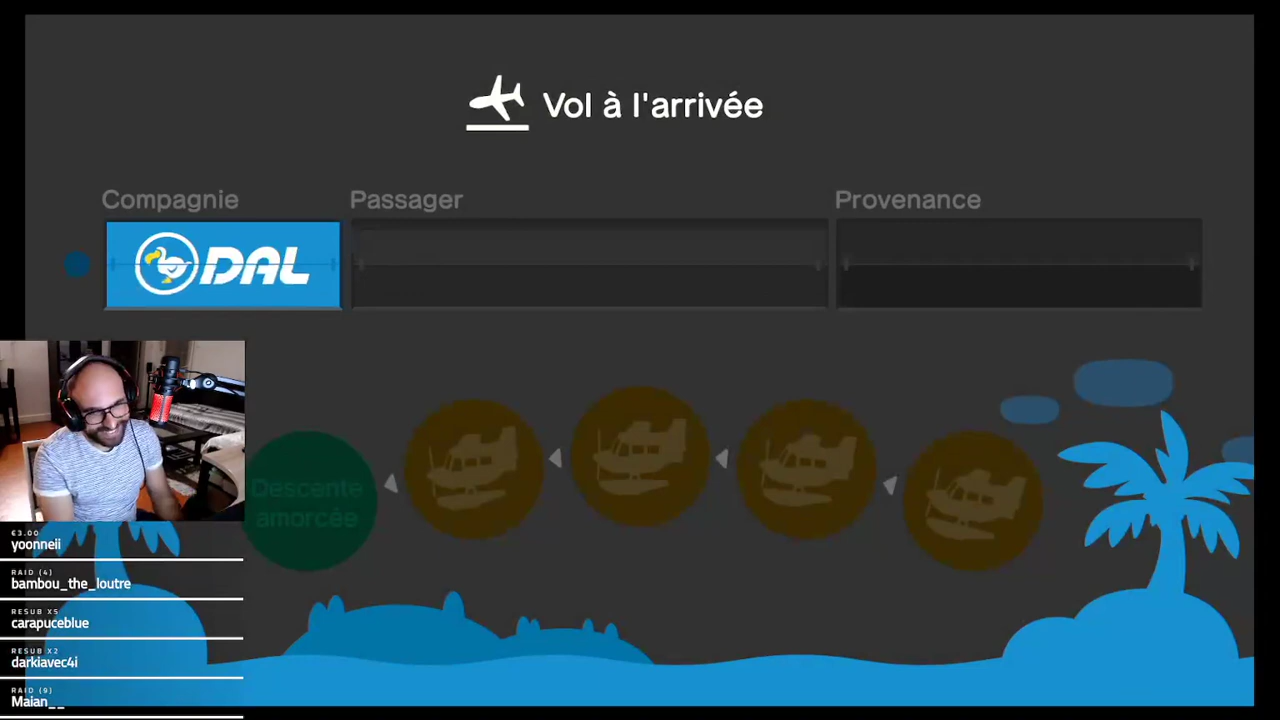 Vol à l'arrivée
Compagnie
Passager
Provenance
DAL
Descente
amorcée
€3.00
yoonneii
RAID (4)
bambou_the_loutre
RESUB X5
carapuceblue
RESUB X2
darkiavec4i
RAID (9)
Maian__